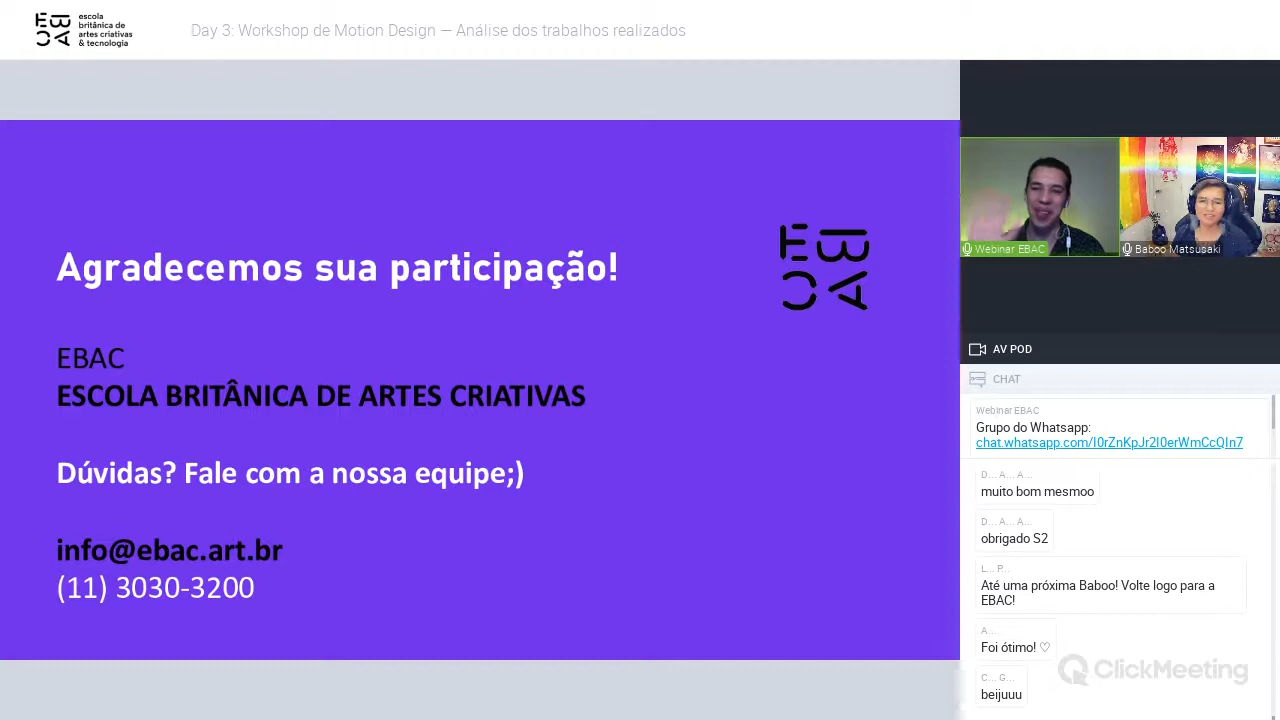 escola
britânica de
artes criativas
& tecnologia
Day 3: Workshop de Motion Design — Análise dos trabalhos realizados
Agradecemos sua participação!
EBAC
EBAC
ESCOLA BRITÂNICA DE ARTES CRIATIVAS
Dúvidas? Fale com a nossa equipe;)
info@ebac.art.br
(11) 3030-3200
Webinar EBAC
Baboo Matsusaki
AV POD
CHAT
Webinar EBAC
Grupo do Whatsapp:
chat.whatsapp.com/I0rZnKpJr2I0erWmCcQIn7
D... A... A...
muito bom mesmoo
D... A... A...
obrigado S2
L... P...
Até uma próxima Baboo! Volte logo para a
EBAC!
A...
Foi ótimo! ♡
C... G...
beijuuu
ClickMeeting